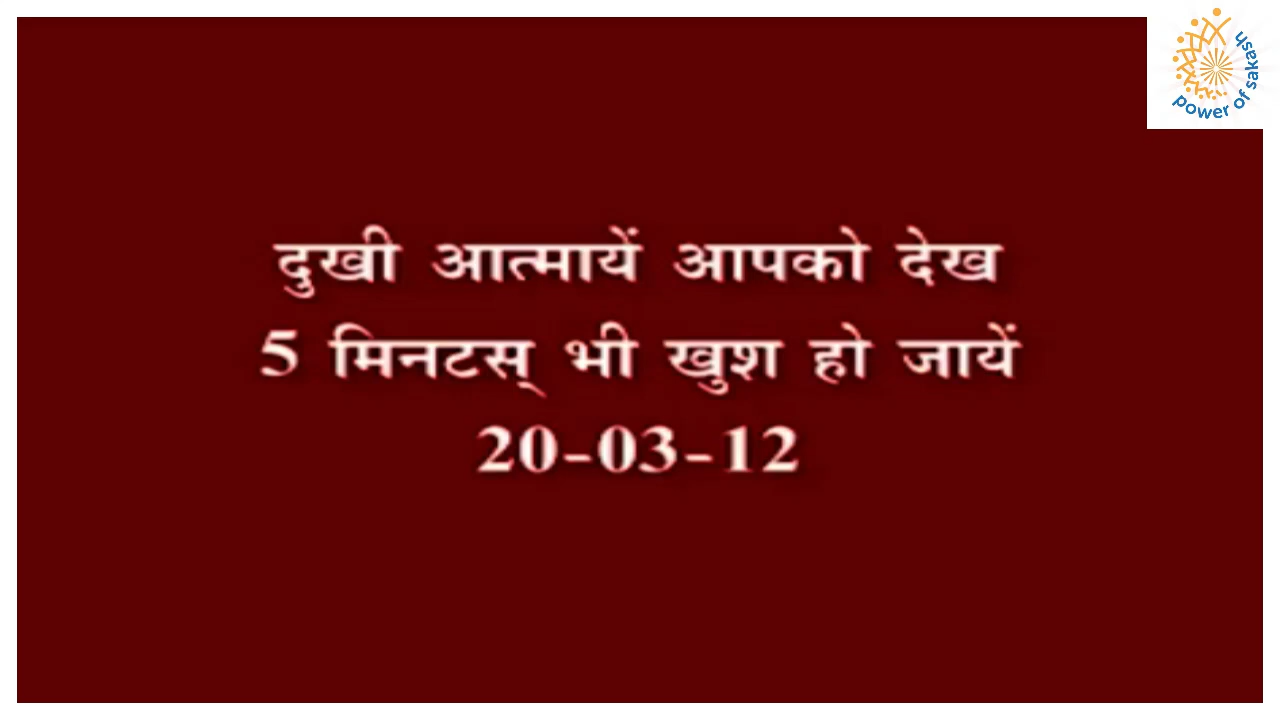 power of sakash
दुखी आत्मायें आपको देख
5 मिनटस् भी खुश हो जायें
20-03-12